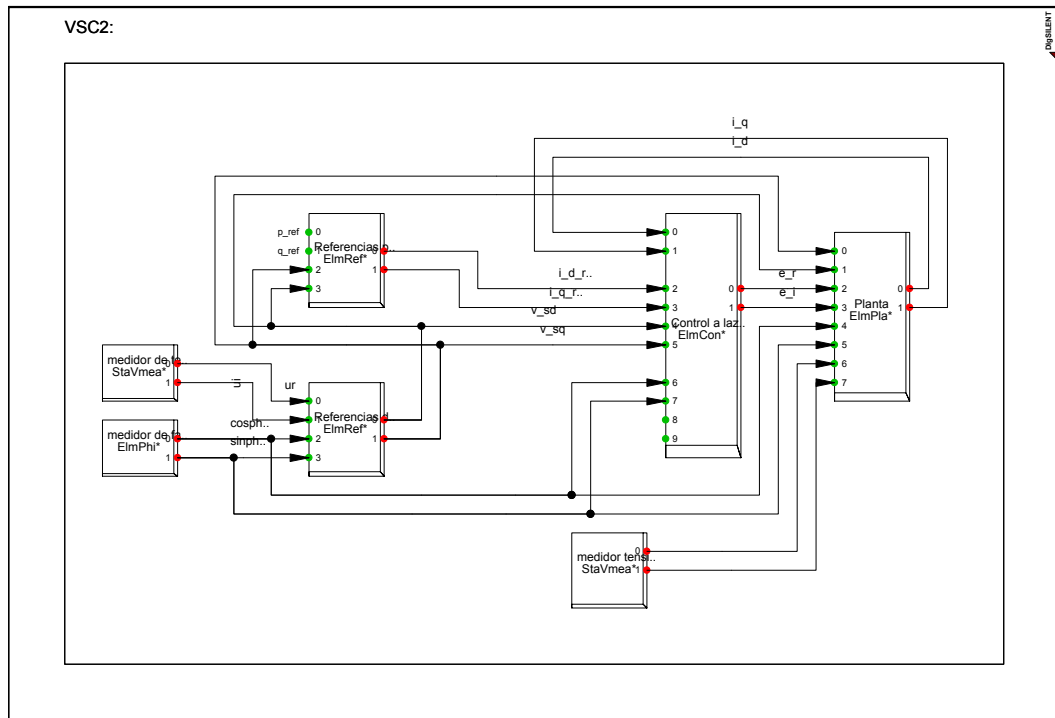 VSC2:
DIgSILENT
i_q
i_d
p_ref
q_ref
0
1
2
3
Referencias p..
ElmRef*
0
1
i_d_r..
i_q_r..
v_sd
v_sq
0
1
2
3
4
5
6
7
8
9
Control a laz..
ElmCon*
0
1
e_r
e_i
0
1
2
3
4
5
6
7
Planta
ElmPla*
0
1
medidor de
StaVmea*
0
1
ui
ur
medidor de fa
ElmPhi*
0
1
cosph..
sinph..
0
1
2
3
Referencias d
ElmRef*
0
1
medidor tensi..
StaVmea*
0
1